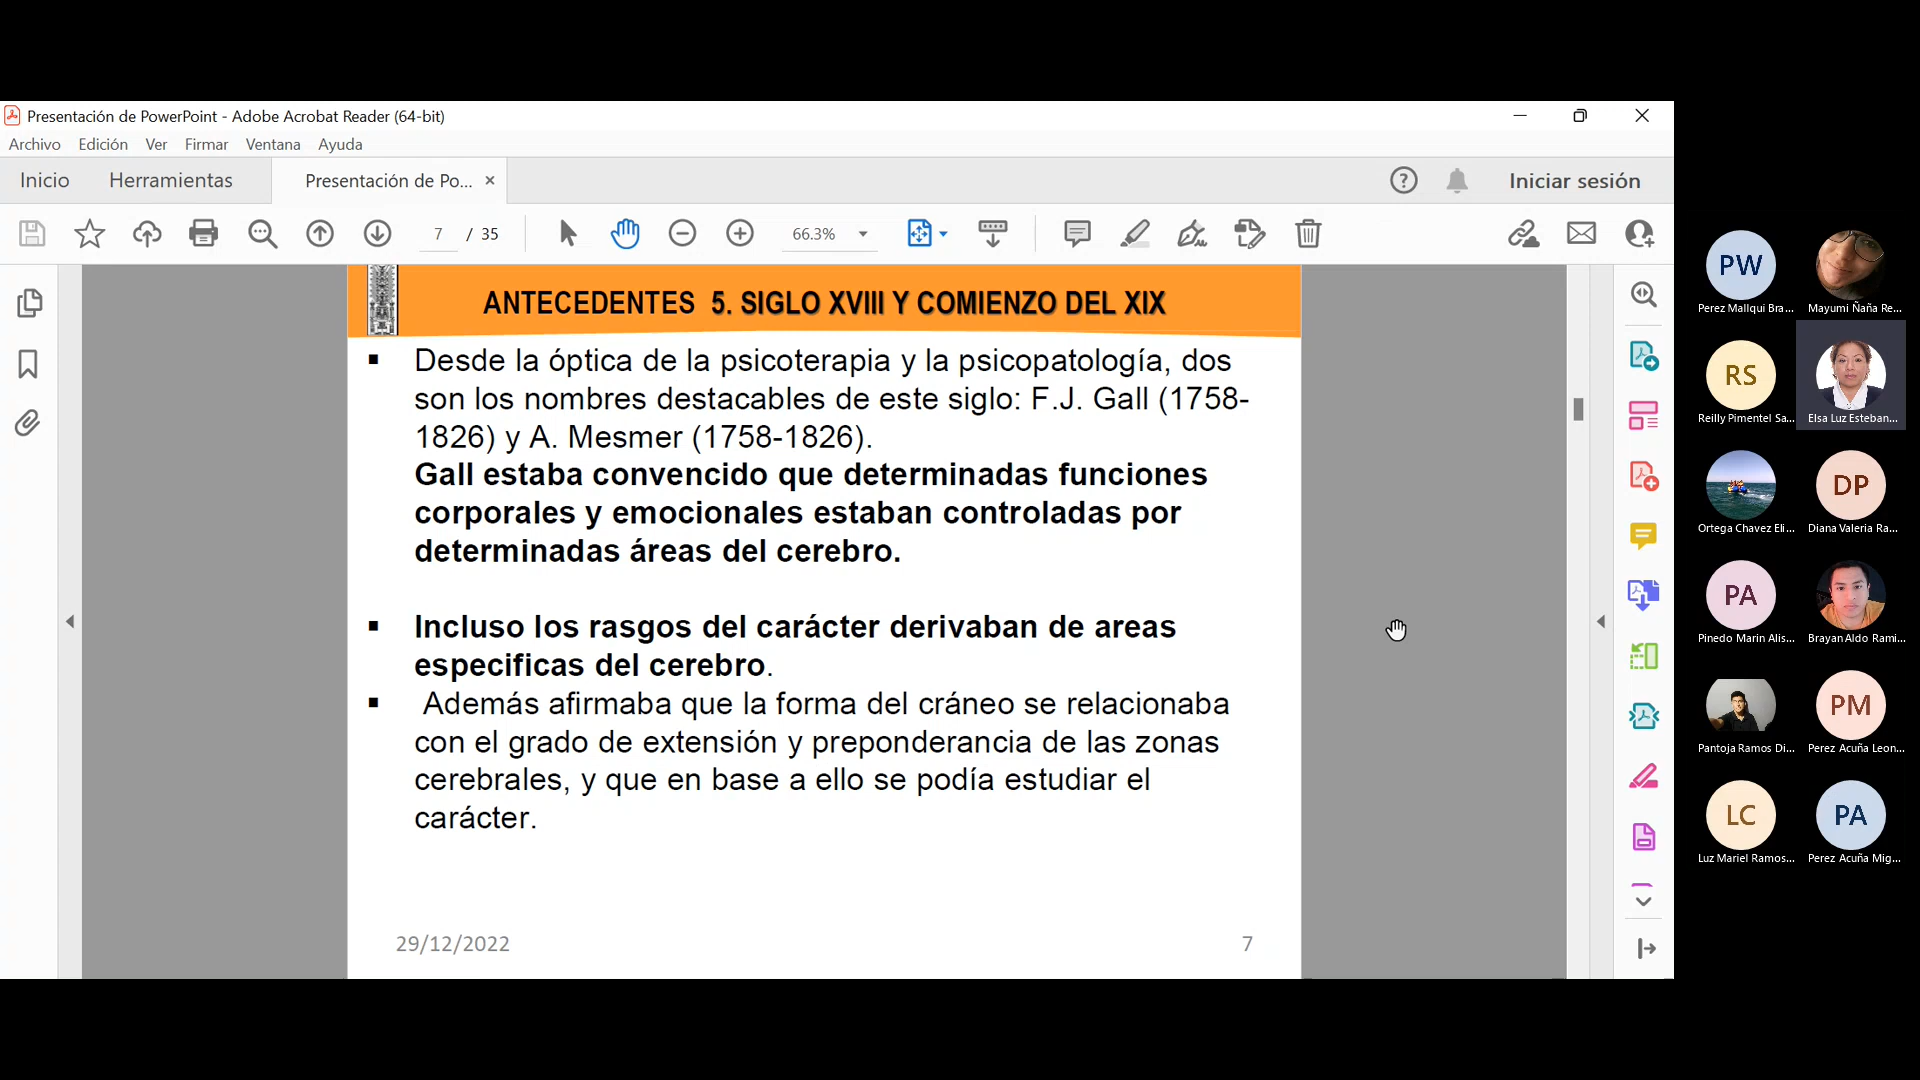 Presentación de PowerPoint - Adobe Acrobat Reader (64-bit)
Archivo Edición Ver Firmar Ventana Ayuda
Inicio Herramientas Presentación de Po... × Iniciar sesión
7 / 35 66.3%
ANTECEDENTES 5. SIGLO XVIII Y COMIENZO DEL XIX
▪ Desde la óptica de la psicoterapia y la psicopatología, dos
son los nombres destacables de este siglo: F.J. Gall (1758-
1826) y A. Mesmer (1758-1826).
Gall estaba convencido que determinadas funciones
corporales y emocionales estaban controladas por
determinadas áreas del cerebro.
▪ Incluso los rasgos del carácter derivaban de areas
especificas del cerebro.
▪ Además afirmaba que la forma del cráneo se relacionaba
con el grado de extensión y preponderancia de las zonas
cerebrales, y que en base a ello se podía estudiar el
carácter.
29/12/2022 7
PW
Perez Mallqui Bra... Mayumi Ñaña Re...
RS
Reilly Pimentel Sa... Elsa Luz Esteban...
DP
Ortega Chavez Eli... Diana Valeria Ra...
PA
Pinedo Marin Alis... Brayan Aldo Rami...
PM
Pantoja Ramos Di... Perez Acuña Leon...
LC PA
Luz Mariel Ramos... Perez Acuña Mig...